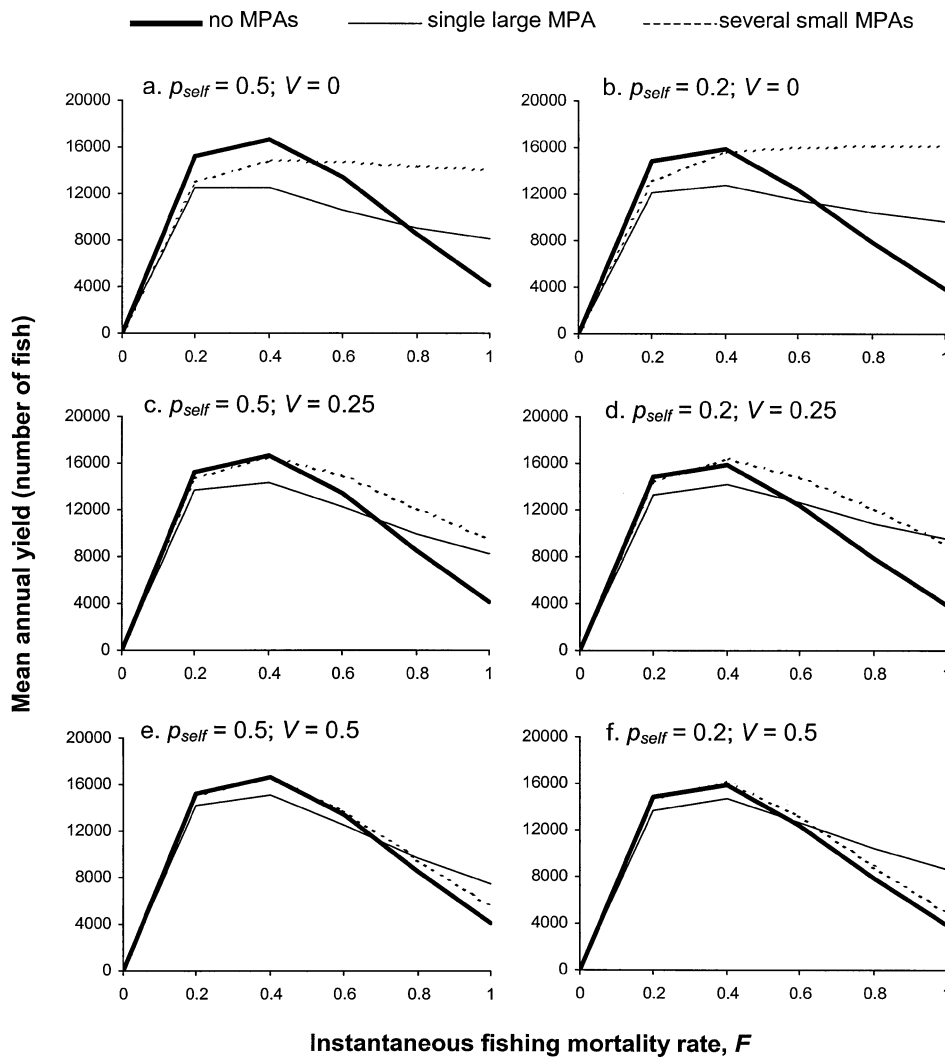 no MPAs single large MPA several small MPAs
a. pself = 0.5; V = 0
20000
16000
12000
8000
4000
0
0 0.2 0.4 0.6 0.8 1
b. pself = 0.2; V = 0
20000
16000
12000
8000
4000
0
0 0.2 0.4 0.6 0.8 1
c. pself = 0.5; V = 0.25
20000
16000
12000
8000
4000
0
0 0.2 0.4 0.6 0.8 1
d. pself = 0.2; V = 0.25
20000
16000
12000
8000
4000
0
0 0.2 0.4 0.6 0.8 1
e. pself = 0.5; V = 0.5
20000
16000
12000
8000
4000
0
0 0.2 0.4 0.6 0.8 1
f. pself = 0.2; V = 0.5
20000
16000
12000
8000
4000
0
0 0.2 0.4 0.6 0.8 1
Mean annual yield (number of fish)
Instantaneous fishing mortality rate, F